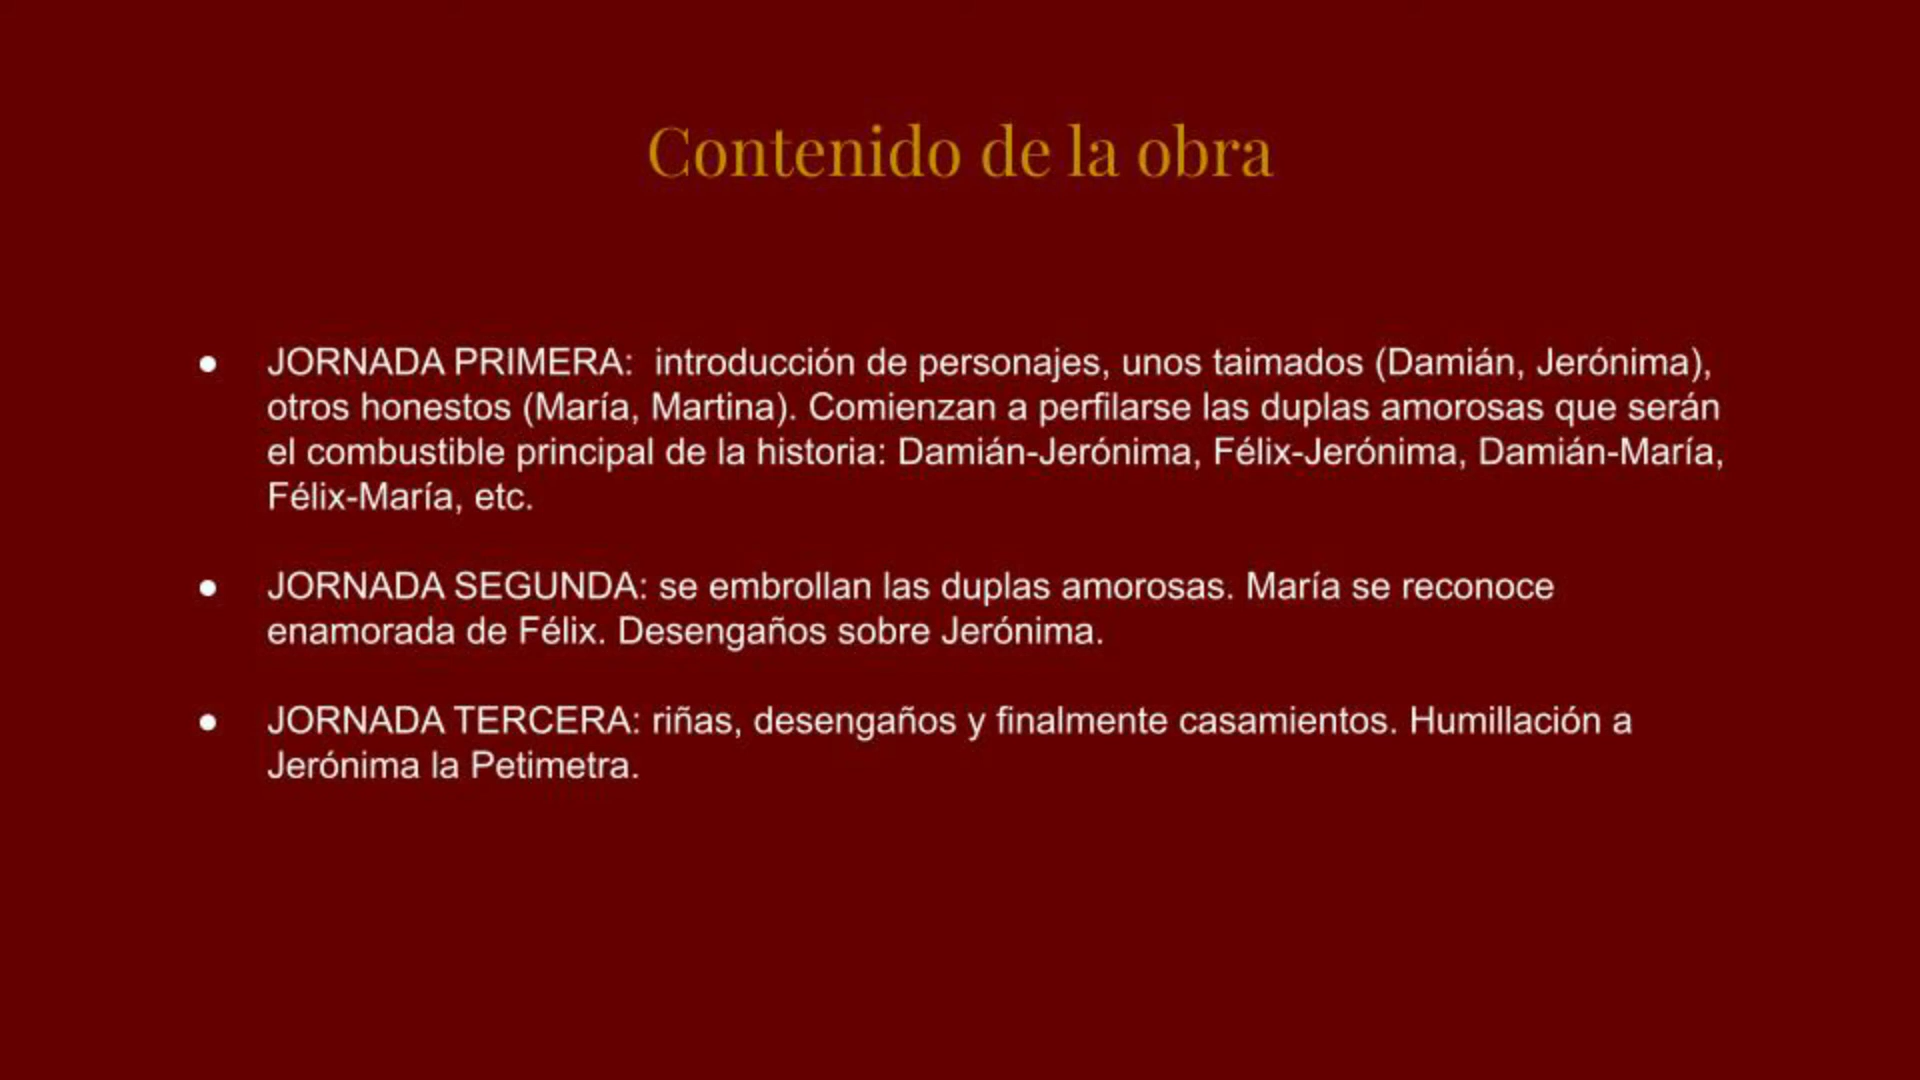 Contenido de la obra
● JORNADA PRIMERA:  introducción de personajes, unos taimados (Damián, Jerónima),
otros honestos (María, Martina). Comienzan a perfilarse las duplas amorosas que serán
el combustible principal de la historia: Damián-Jerónima, Félix-Jerónima, Damián-María,
Félix-María, etc.
● JORNADA SEGUNDA: se embrollan las duplas amorosas. María se reconoce
enamorada de Félix. Desengaños sobre Jerónima.
● JORNADA TERCERA: riñas, desengaños y finalmente casamientos. Humillación a
Jerónima la Petimetra.